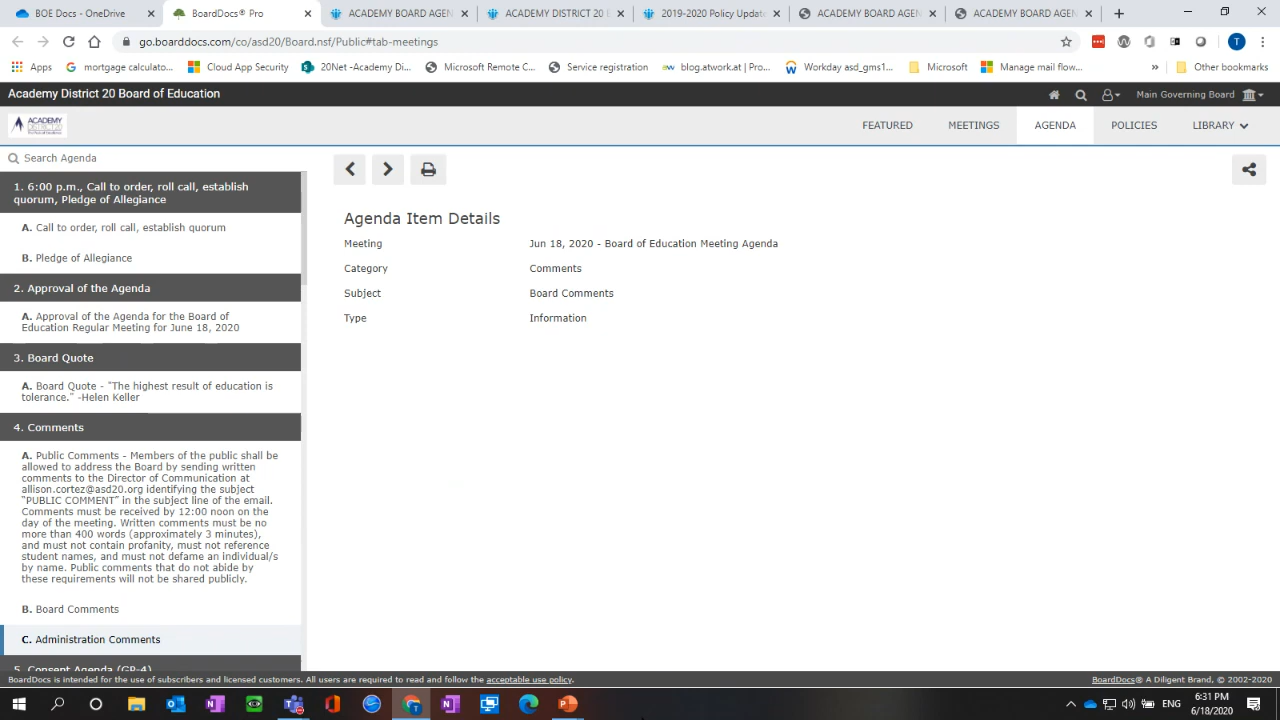 BOE Docs - OneDrive
BoardDocs® Pro
ACADEMY BOARD AGEN
ACADEMY DISTRICT 20 B
2019-2020 Policy Update
ACADEMY BOARD AGEN
ACADEMY BOARD AGEN
go.boarddocs.com/co/asd20/Board.nsf/Public#tab-meetings
T
Apps
mortgage calculato...
Cloud App Security
20Net -Academy Di...
Microsoft Remote C...
Service registration
blog.atwork.at | Pro...
Workday asd_gms1...
Microsoft
Manage mail flow...
»
Other bookmarks
Academy District 20 Board of Education
Main Governing Board
ACADEMY
FEATURED
MEETINGS
AGENDA
POLICIES
LIBRARY
Search Agenda
1. 6:00 p.m., Call to order, roll call, establish
quorum, Pledge of Allegiance
A. Call to order, roll call, establish quorum
B. Pledge of Allegiance
2. Approval of the Agenda
A. Approval of the Agenda for the Board of
Education Regular Meeting for June 18, 2020
3. Board Quote
A. Board Quote - "The highest result of education is
tolerance." -Helen Keller
4. Comments
A. Public Comments - Members of the public shall be
allowed to address the Board by sending written
comments to the Director of Communication at
allison.cortez@asd20.org identifying the subject
"PUBLIC COMMENT" in the subject line of the email.
Comments must be received by 12:00 noon on the
day of the meeting. Written comments must be no
more than 400 words (approximately 3 minutes),
and must not contain profanity, must not reference
student names, and must not defame an individual/s
by name. Public comments that do not abide by
these requirements will not be shared publicly.
B. Board Comments
C. Administration Comments
5. Consent Agenda (GP-4)
Agenda Item Details
Meeting
Jun 18, 2020 - Board of Education Meeting Agenda
Category
Comments
Subject
Board Comments
Type
Information
BoardDocs is intended for the use of subscribers and licensed customers. All users are required to read and follow the acceptable use policy.
BoardDocs® A Diligent Brand, © 2002-2020
ENG
6:31 PM
6/18/2020